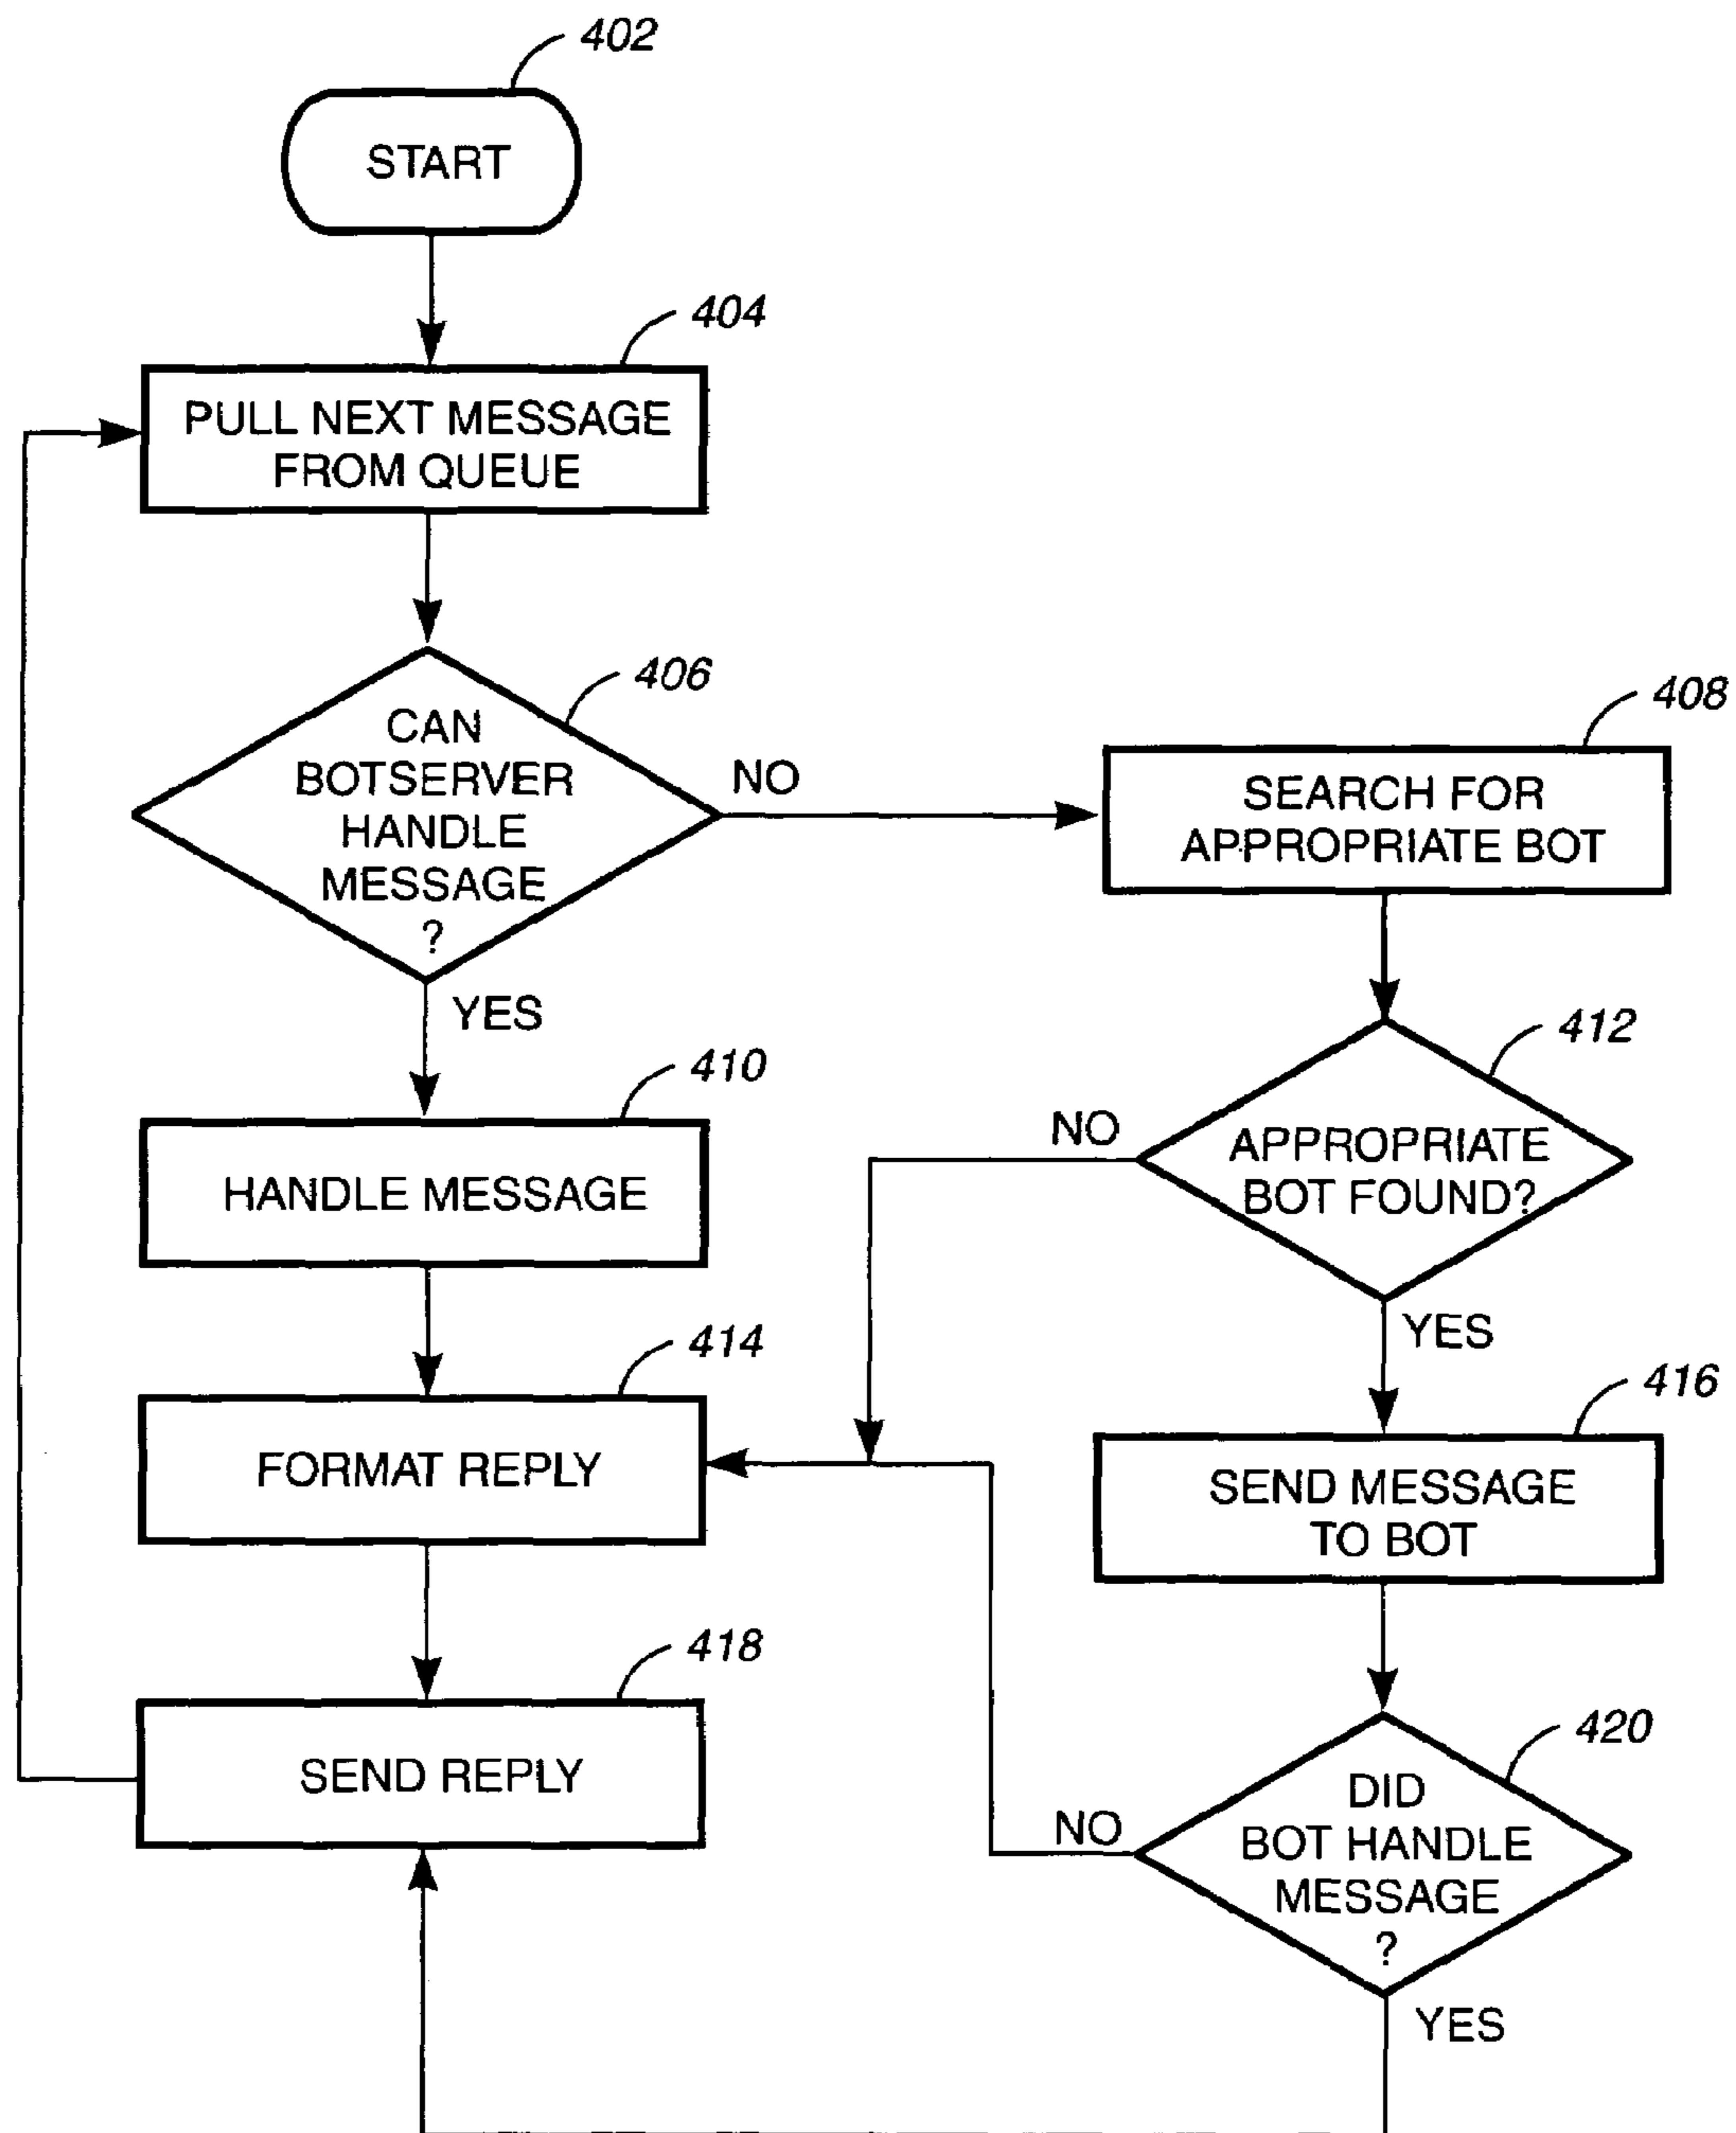 402
START
404
PULL NEXT MESSAGE
FROM QUEUE
406
CAN
BOTSERVER
HANDLE
MESSAGE
?
NO
YES
408
SEARCH FOR
APPROPRIATE BOT
410
HANDLE MESSAGE
412
NO
APPROPRIATE
BOT FOUND?
YES
414
FORMAT REPLY
416
SEND MESSAGE
TO BOT
418
SEND REPLY
420
NO
DID
BOT HANDLE
MESSAGE
?
YES